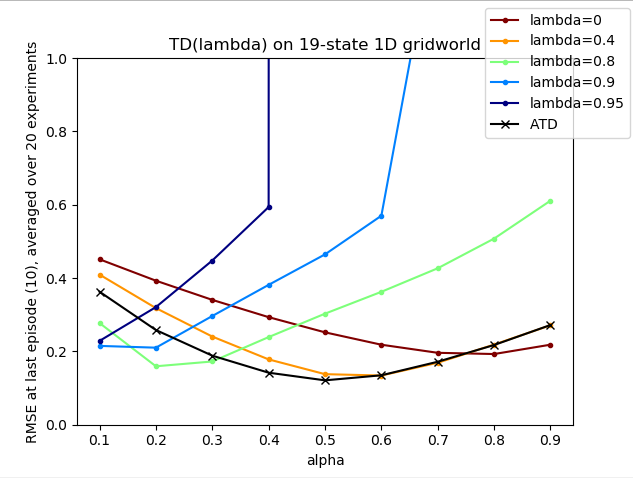 TD(lambda) on 19-state 1D gridworld
lambda=0
lambda=0.4
lambda=0.8
lambda=0.9
lambda=0.95
ATD
RMSE at last episode (10), averaged over 20 experiments
1.0
0.8
0.6
0.4
0.2
0.0
0.1 0.2 0.3 0.4 0.5 0.6 0.7 0.8 0.9
alpha